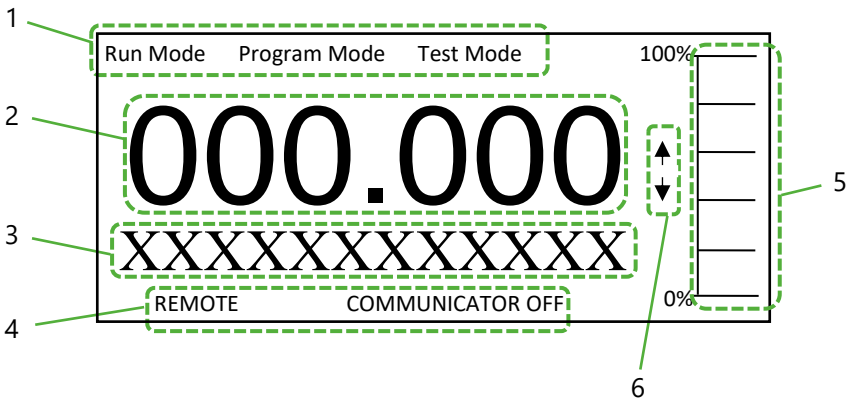 1
Run Mode Program Mode Test Mode 100%
2
000.000
5
3
XXXXXXXXXXXX
REMOTE COMMUNICATOR OFF 0%
4
6